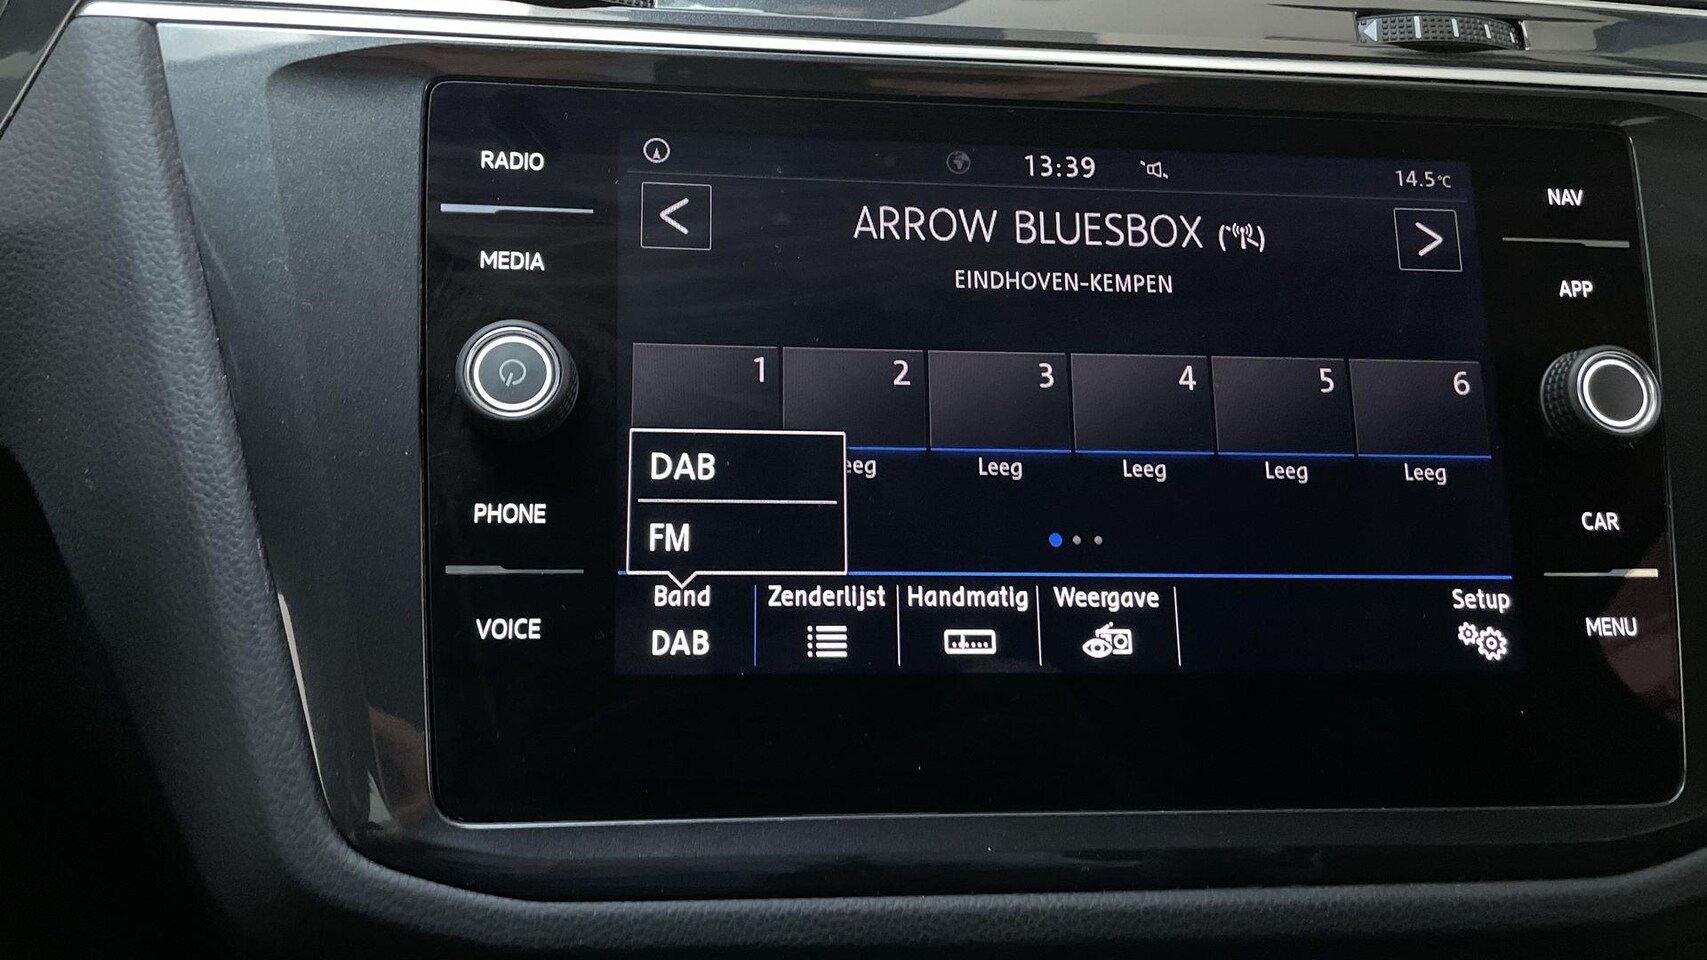 RADIO
MEDIA
PHONE
VOICE
13:39
14.5°C
<
ARROW BLUESBOX
>
EINDHOVEN-KEMPEN
1
2
3
4
5
6
Leeg
Leeg
Leeg
Leeg
DAB
FM
Band
DAB
Zenderlijst
Handmatig
Weergave
Setup
NAV
APP
CAR
MENU